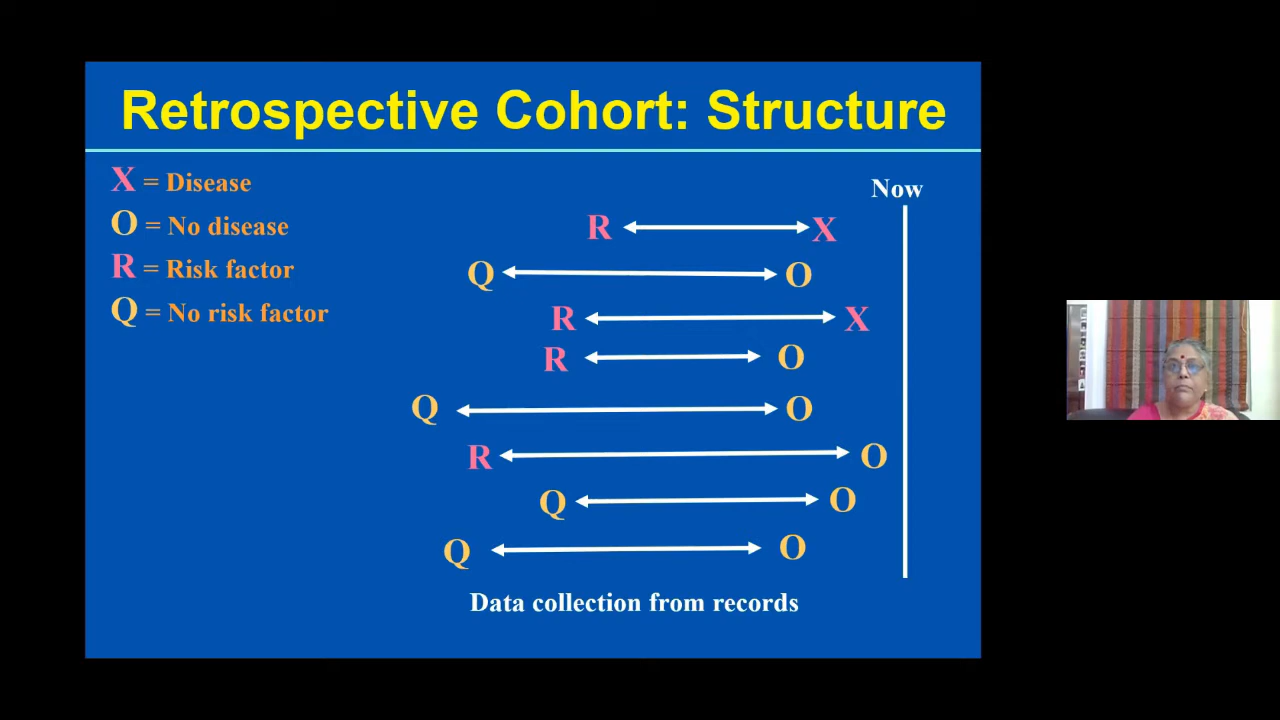 Retrospective Cohort: Structure
X = Disease
O = No disease
R = Risk factor
Q = No risk factor
Now
R X
Q O
R X
R O
Q O
R O
Q O
Q O
Data collection from records